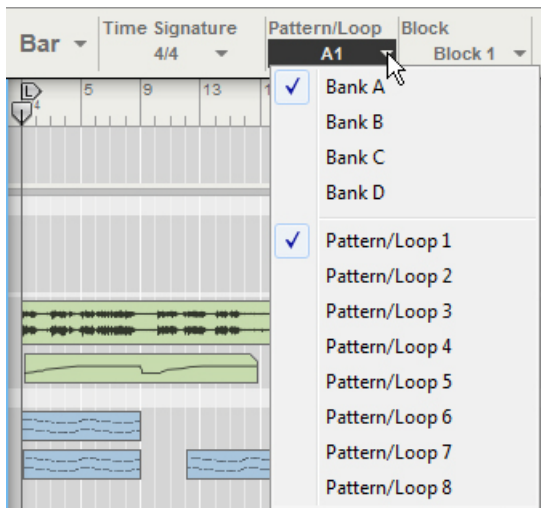 Bar
Time Signature
4/4
Pattern/Loop
A1
Block
Block 1
L
5
9
13
1
4
Bank A
Bank B
Bank C
Bank D
Pattern/Loop 1
Pattern/Loop 2
Pattern/Loop 3
Pattern/Loop 4
Pattern/Loop 5
Pattern/Loop 6
Pattern/Loop 7
Pattern/Loop 8